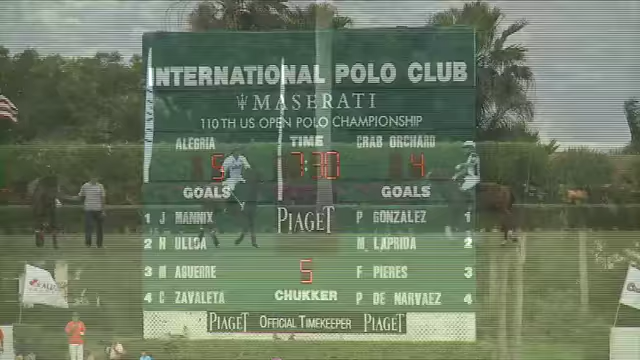 INTERNATIONAL POLO CLUB
MASERATI
110TH US OPEN POLO CHAMPIONSHIP
ALEGRIA TIME CRAB ORCHARD
5 7:30 4
GOALS GOALS
1 J MANNIX PIAGET P GONZALEZ 1
2 H ULLOA M LAPRIDA 2
3 M AGUERRE 5 F PIERES 3
4 C ZAVALETA CHUKKER P DE NARVAEZ 4
PIAGET OFFICIAL TIMEKEEPER PIAGET